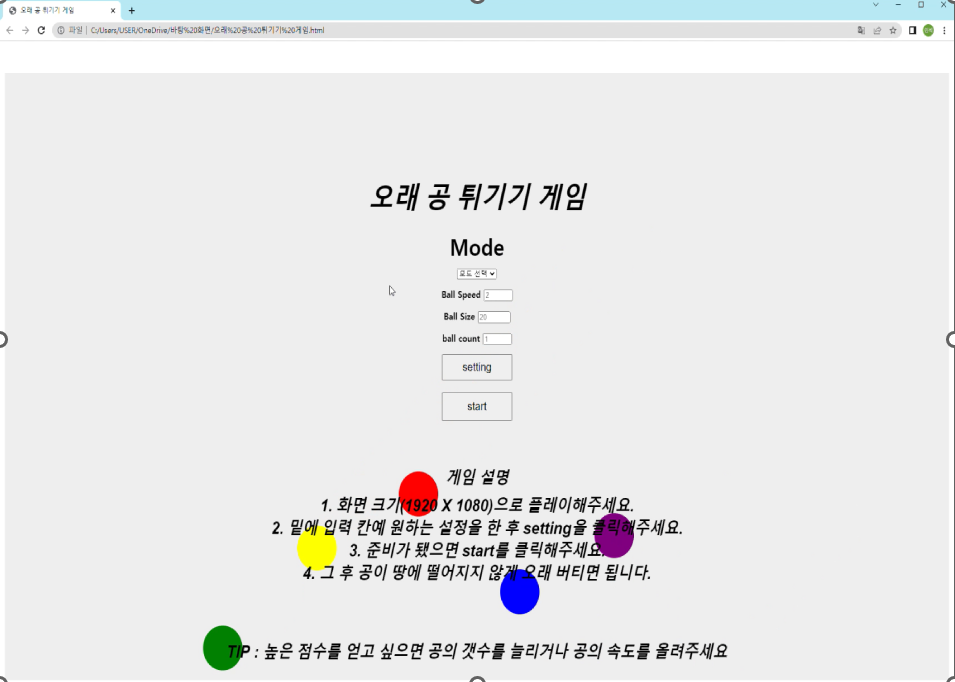 오래 공 튀기기 게임
파일 | C:/Users/USER/OneDrive/바탕%20화면/오래%20공%20튀기기%20게임.html
오래 공 튀기기 게임
Mode
모드 선택
Ball Speed 2
Ball Size 20
ball count 1
setting
start
게임 설명
1. 화면 크기(1920 X 1080)으로 플레이해주세요.
2. 밑에 입력 칸예 원하는 설정을 한 후 setting을 클릭해주세요.
3. 준비가 됐으면 start를 클릭해주세요.
4. 그 후 공이 땅에 떨어지지 않게 오래 버티면 됩니다.
TIP : 높은 점수를 얻고 싶으면 공의 갯수를 늘리거나 공의 속도를 올려주세요